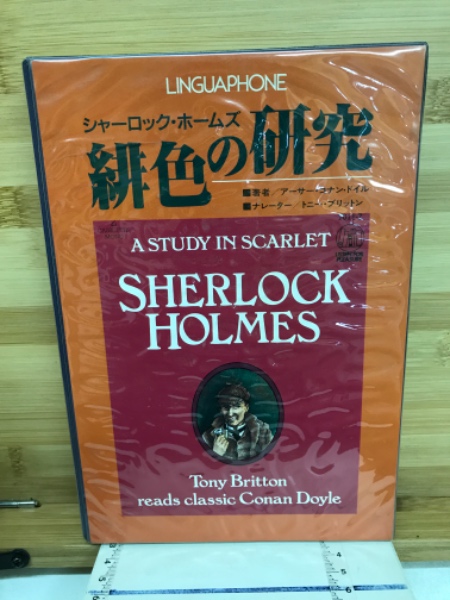 LINGUAPHONE
シャーロック・ホームズ
緋色の研究
■著者/アーサー・コナン・ドイル
■ナレーター/トニー・ブリットン
A STUDY IN SCARLET
SHERLOCK
HOLMES
Tony Britton
reads classic Conan Doyle